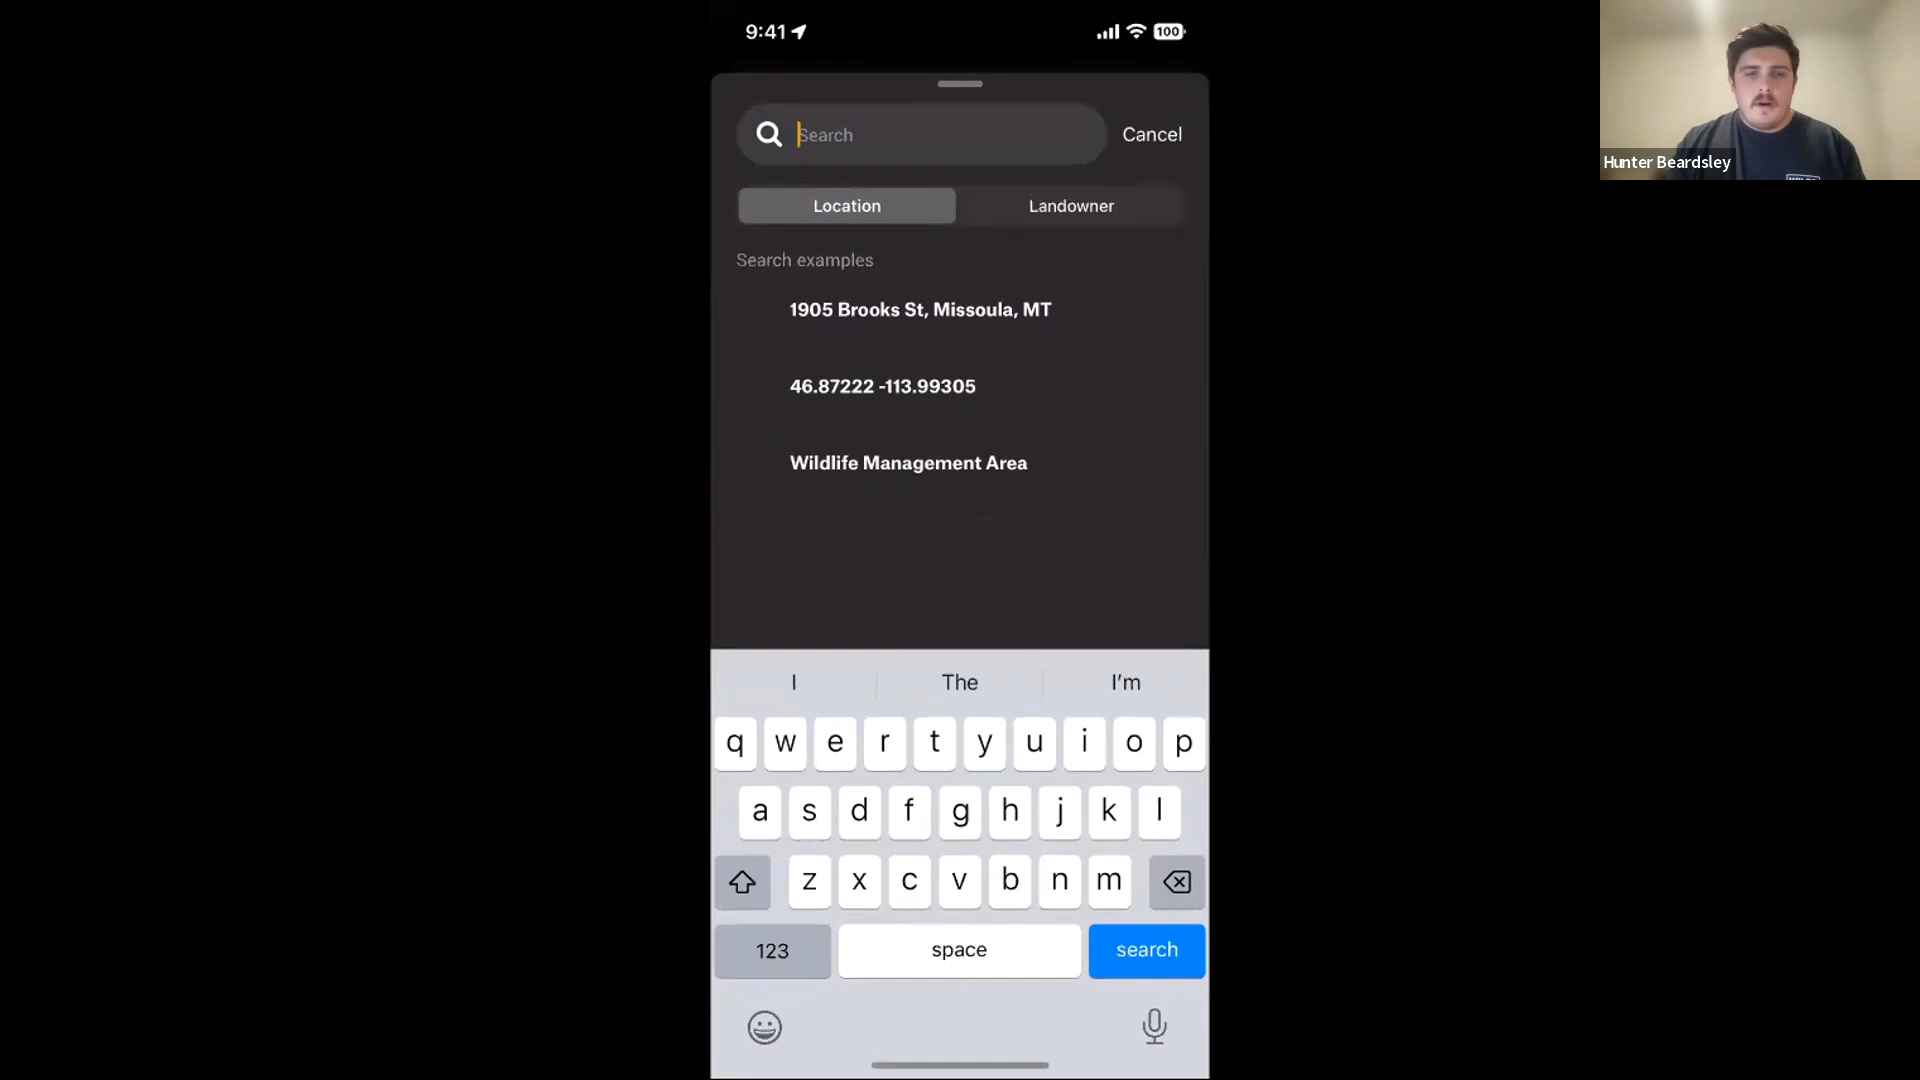 9:41
100
Search
Cancel
Location
Landowner
Search examples
1905 Brooks St, Missoula, MT
46.87222 -113.99305
Wildlife Management Area
I
The
I'm
q w e r t y u i o p
a s d f g h j k l
z x c v b n m
123
space
search
Hunter Beardsley